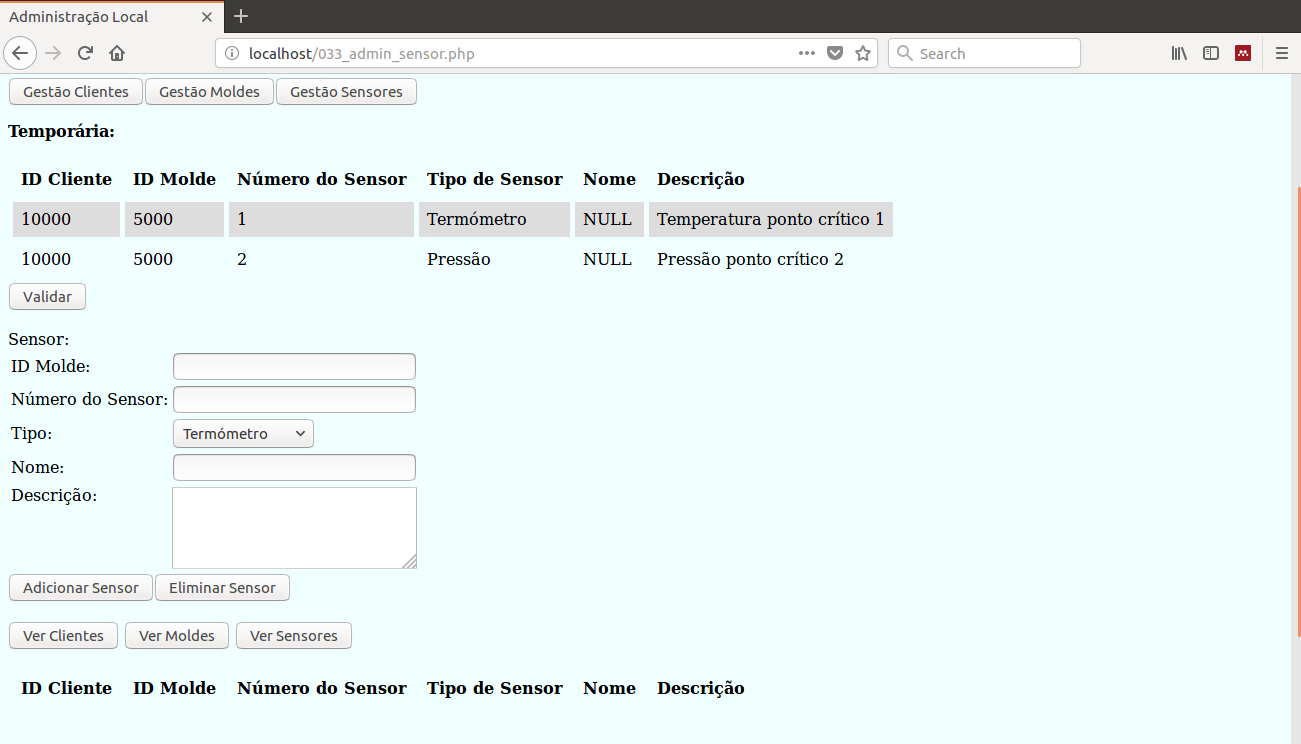 Administração Local
localhost/033_admin_sensor.php
Search
Gestão Clientes Gestão Moldes Gestão Sensores
Temporária:
ID Cliente ID Molde Número do Sensor Tipo de Sensor Nome Descrição
10000 5000 1 Termómetro NULL Temperatura ponto crítico 1
10000 5000 2 Pressão NULL Pressão ponto crítico 2
Validar
Sensor:
ID Molde:
Número do Sensor:
Tipo: Termómetro
Nome:
Descrição:
Adicionar Sensor Eliminar Sensor
Ver Clientes Ver Moldes Ver Sensores
ID Cliente ID Molde Número do Sensor Tipo de Sensor Nome Descrição